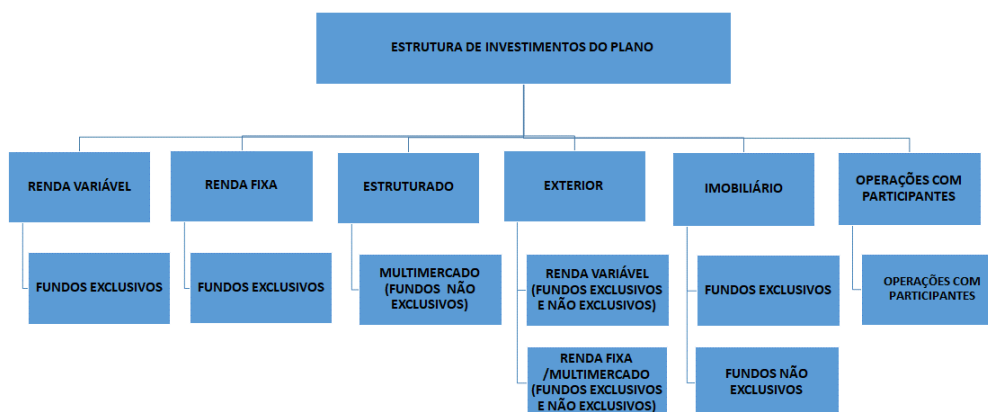 ESTRUTURA DE INVESTIMENTOS DO PLANO
RENDA VARIÁVEL
RENDA FIXA
ESTRUTURADO
EXTERIOR
IMOBILIÁRIO
OPERAÇÕES COM
PARTICIPANTES
FUNDOS EXCLUSIVOS
FUNDOS EXCLUSIVOS
MULTIMERCADO
(FUNDOS NÃO
EXCLUSIVOS)
RENDA VARIÁVEL
(FUNDOS EXCLUSIVOS
E NÃO EXCLUSIVOS)
FUNDOS EXCLUSIVOS
OPERAÇÕES COM
PARTICIPANTES
RENDA FIXA
/MULTIMERCADO
(FUNDOS EXCLUSIVOS
E NÃO EXCLUSIVOS)
FUNDOS NÃO
EXCLUSIVOS